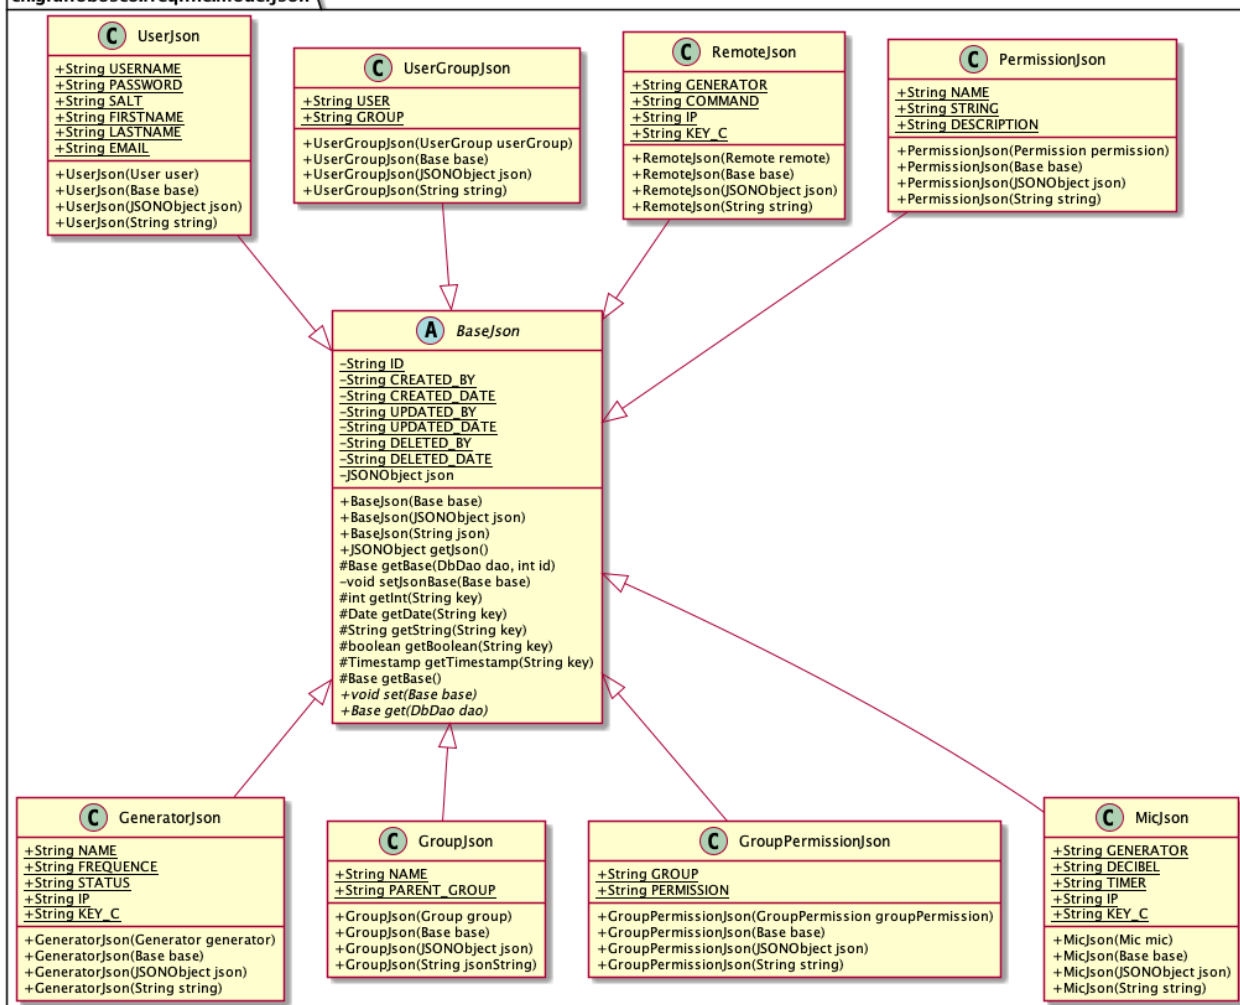 C UserJson
+String USERNAME
+String PASSWORD
+String SALT
+String FIRSTNAME
+String LASTNAME
+String EMAIL
+UserJson(User user)
+UserJson(Base base)
+UserJson(JSONObject json)
+UserJson(String string)
C UserGroupJson
+String USER
+String GROUP
+UserGroupJson(UserGroup userGroup)
+UserGroupJson(Base base)
+UserGroupJson(JSONObject json)
+UserGroupJson(String string)
C RemoteJson
+String GENERATOR
+String COMMAND
+String IP
+String KEY_C
+RemoteJson(Remote remote)
+RemoteJson(Base base)
+RemoteJson(JSONObject json)
+RemoteJson(String string)
C PermissionJson
+String NAME
+String STRING
+String DESCRIPTION
+PermissionJson(Permission permission)
+PermissionJson(Base base)
+PermissionJson(JSONObject json)
+PermissionJson(String string)
A BaseJson
-String ID
-String CREATED_BY
-String CREATED_DATE
-String UPDATED_BY
-String UPDATED_DATE
-String DELETED_BY
-String DELETED_DATE
-JSONObject json
+BaseJson(Base base)
+BaseJson(JSONObject json)
+BaseJson(String json)
+JSONObject getJson()
#Base getBase(DbDao dao, int id)
-void setJsonBase(Base base)
#int getInt(String key)
#Date getDate(String key)
#String getString(String key)
#boolean getBoolean(String key)
#Timestamp getTimestamp(String key)
#Base getBase()
+void set(Base base)
+Base get(DbDao dao)
C GeneratorJson
+String NAME
+String FREQUENCE
+String STATUS
+String IP
+String KEY_C
+GeneratorJson(Generator generator)
+GeneratorJson(Base base)
+GeneratorJson(JSONObject json)
+GeneratorJson(String string)
C GroupJson
+String NAME
+String PARENT_GROUP
+GroupJson(Group group)
+GroupJson(Base base)
+GroupJson(JSONObject json)
+GroupJson(String jsonString)
C GroupPermissionJson
+String GROUP
+String PERMISSION
+GroupPermissionJson(GroupPermission groupPermission)
+GroupPermissionJson(Base base)
+GroupPermissionJson(JSONObject json)
+GroupPermissionJson(String string)
C MicJson
+String GENERATOR
+String DECIBEL
+String TIMER
+String IP
+String KEY_C
+MicJson(Mic mic)
+MicJson(Base base)
+MicJson(JSONObject json)
+MicJson(String string)